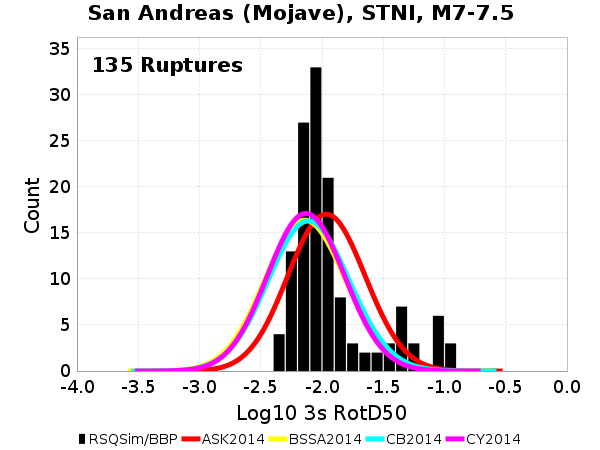 San Andreas (Mojave), STNI, M7-7.5
135 Ruptures
Count
35
30
25
20
15
10
5
0
-4.0 -3.5 -3.0 -2.5 -2.0 -1.5 -1.0 -0.5 0.0
Log10 3s RotD50
RSQSim/BBP ASK2014 BSSA2014 CB2014 CY2014